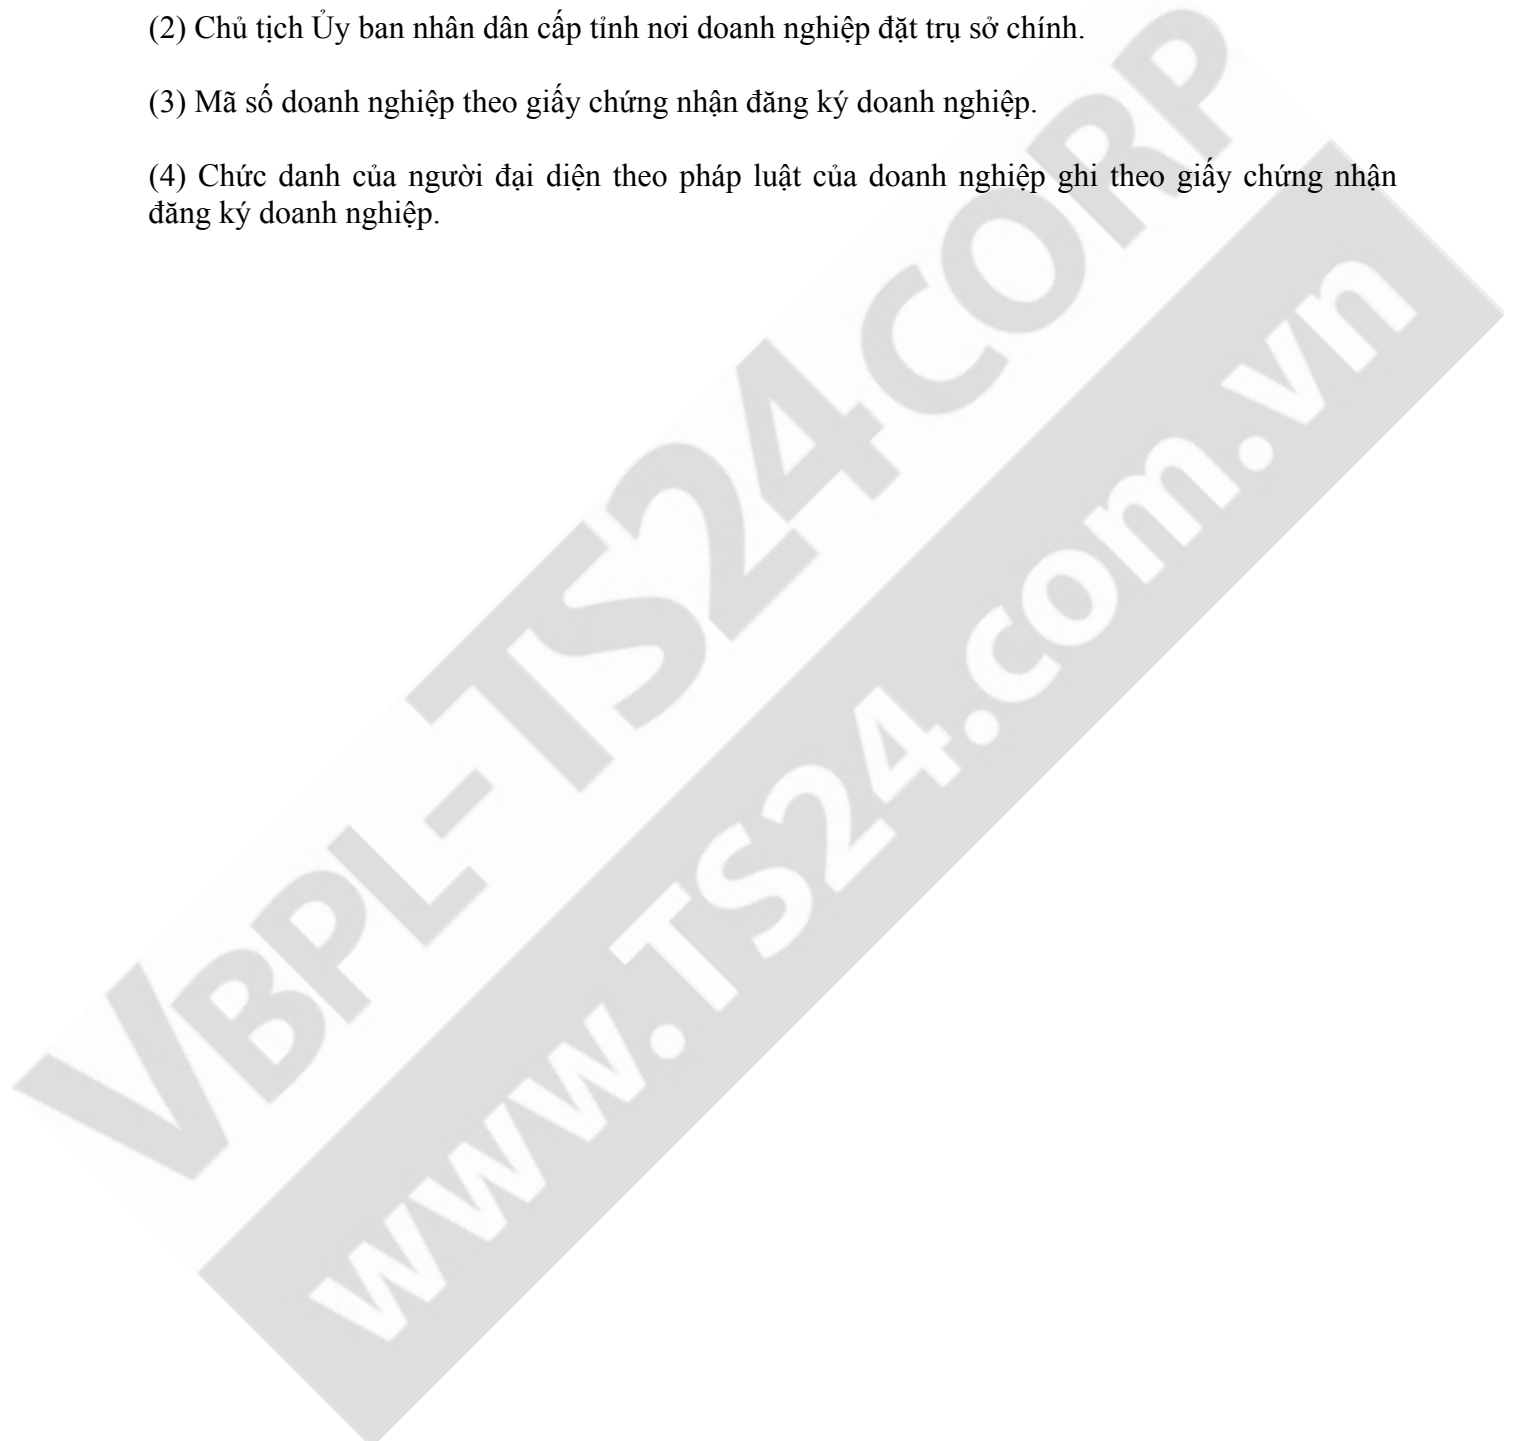 (2) Chủ tịch Ủy ban nhân dân cấp tỉnh nơi doanh nghiệp đặt trụ sở chính.
(3) Mã số doanh nghiệp theo giấy chứng nhận đăng ký doanh nghiệp.
(4) Chức danh của người đại diện theo pháp luật của doanh nghiệp ghi theo giấy chứng nhận
đăng ký doanh nghiệp.
VBPL-TS24CORP
www.TS24.com.vn